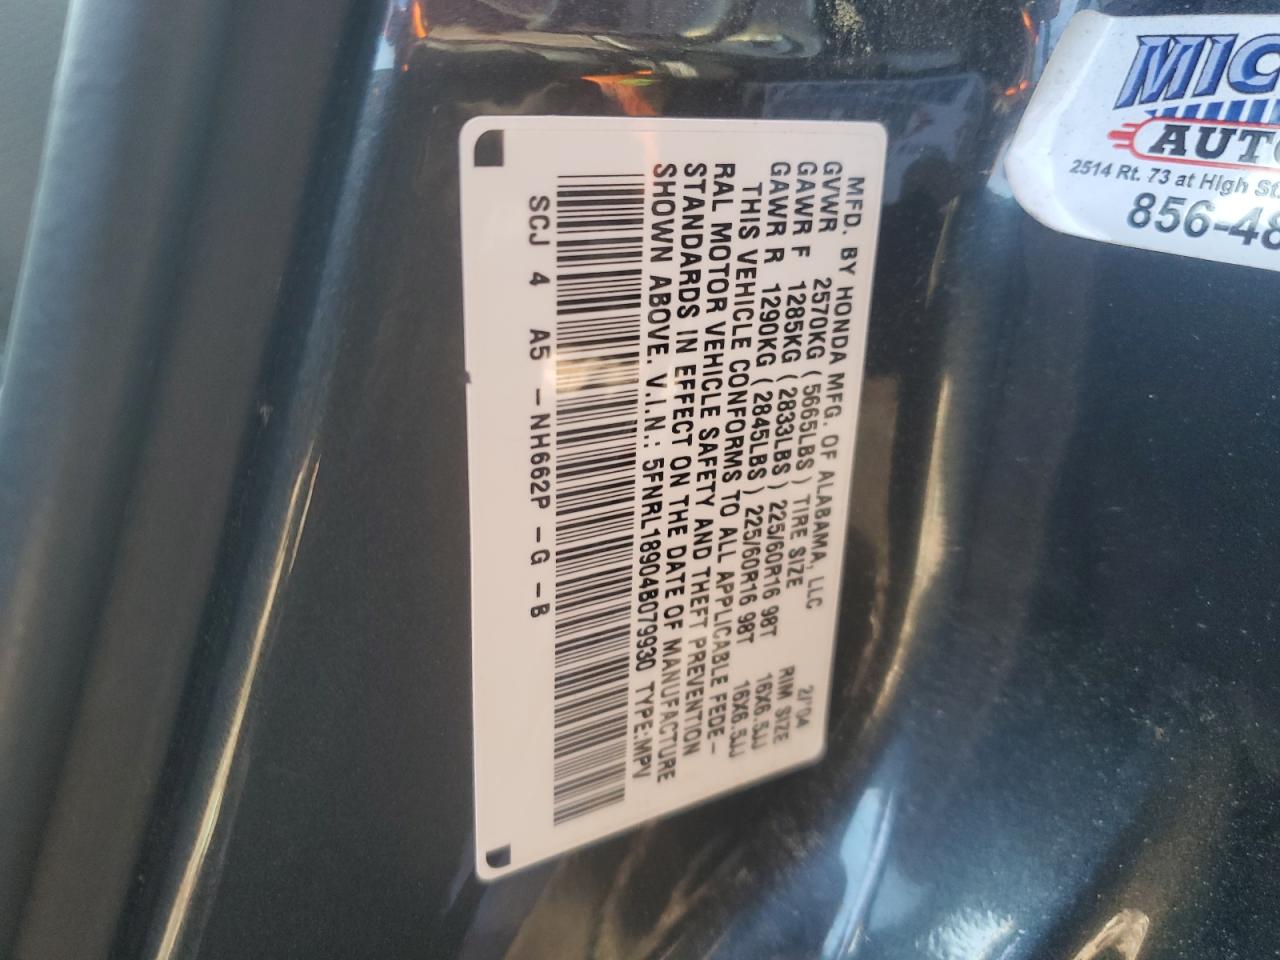 MFD. BY HONDA MFG. OF ALABAMA, LLC 2/'04
GVWR 2570KG ( 5665LBS ) TIRE SIZE RIM SIZE
GAWR F 1285KG ( 2833LBS ) 225/60R16 98T 16X6.5JJ
GAWR R 1290KG ( 2845LBS ) 225/60R16 98T 16X6.5JJ
THIS VEHICLE CONFORMS TO ALL APPLICABLE FEDE-
RAL MOTOR VEHICLE SAFETY AND THEFT PREVENTION
STANDARDS IN EFFECT ON THE DATE OF MANUFACTURE
SHOWN ABOVE. V.I.N.: 5FNRL18904B079930 TYPE:MPV
SCJ 4 A5 - NH662P - G - B
MIC
AUTO
2514 Rt. 73 at High St.
856-48